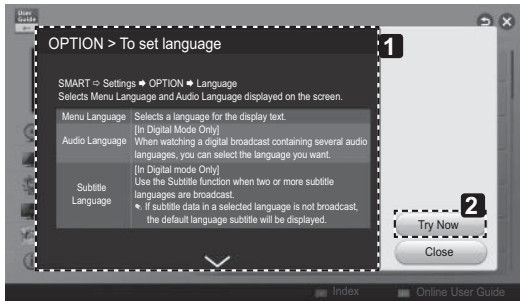 User
Guide
OPTION > To set language
1
SMART ⇨ Settings ➡ OPTION ➡ Language
Selects Menu Language and Audio Language displayed on the screen.
Menu Language Selects a language for the display text.
[In Digital Mode Only]
Audio Language When watching a digital broadcast containing several audio
languages, you can select the language you want.
[In Digital mode Only]
Use the Subtitle function when two or more subtitle
Subtitle Language languages are broadcast.
If subtitle data in a selected language is not broadcast,
the default language subtitle will be displayed.
2
Try Now
Close
Index
Online User Guide